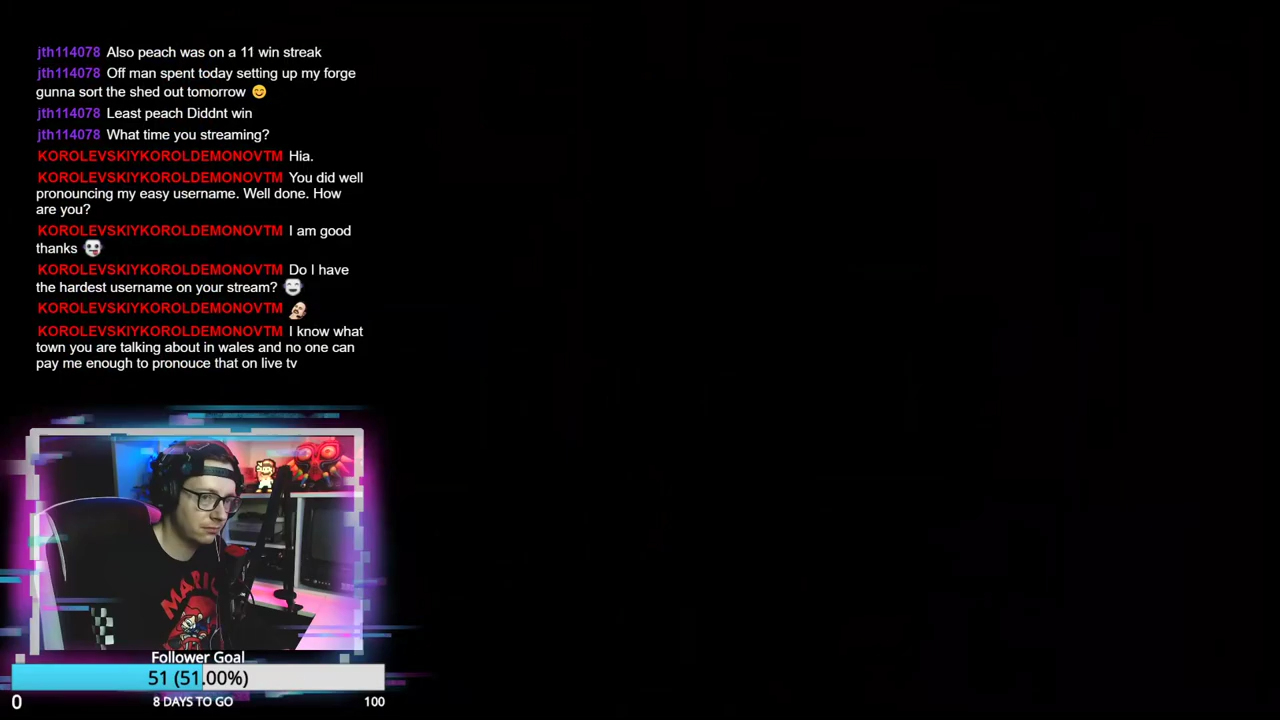 jth114078 Also peach was on a 11 win streak
jth114078 Off man spent today setting up my forge
gunna sort the shed out tomorrow 😊
jth114078 Least peach Diddnt win
jth114078 What time you streaming?
KOROLEVSKIYKOROLDEMONOVTM Hia.
KOROLEVSKIYKOROLDEMONOVTM You did well
pronouncing my easy username. Well done. How
are you?
KOROLEVSKIYKOROLDEMONOVTM I am good
thanks
KOROLEVSKIYKOROLDEMONOVTM Do I have
the hardest username on your stream?
KOROLEVSKIYKOROLDEMONOVTM
KOROLEVSKIYKOROLDEMONOVTM I know what
town you are talking about in wales and no one can
pay me enough to pronouce that on live tv
MARIO
Follower Goal
51 (51.00%)
0 8 DAYS TO GO 100